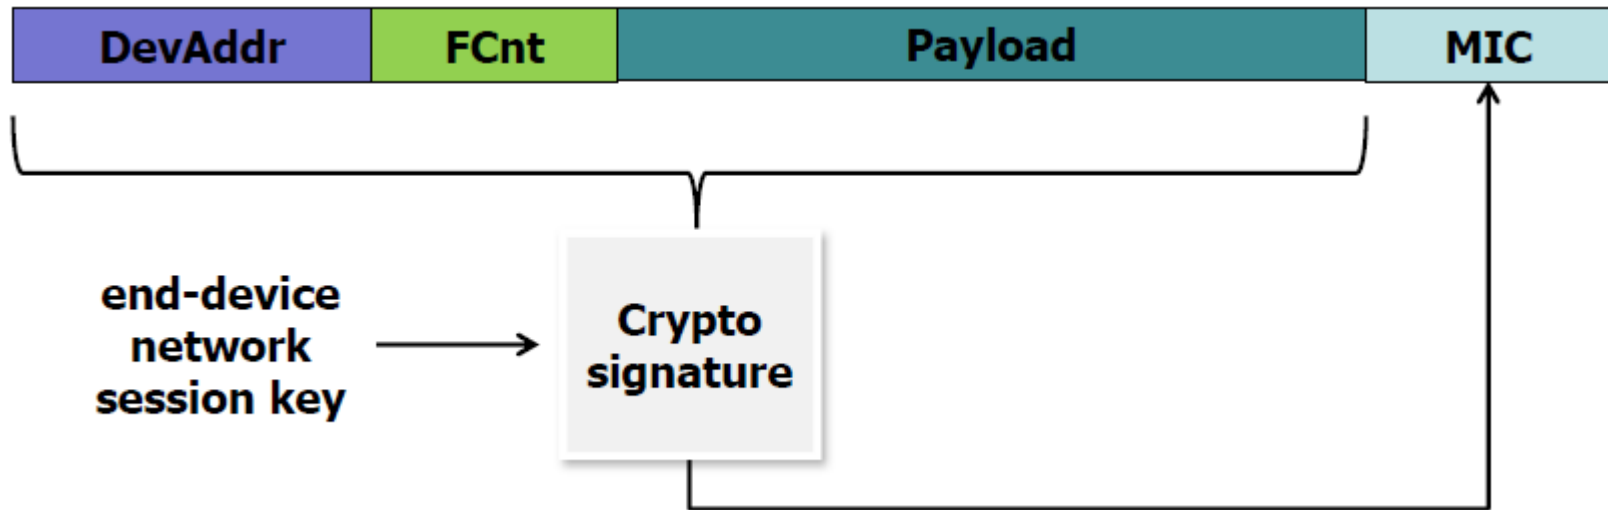 DevAddr FCnt Payload MIC
end-device
network
session key
Crypto
signature